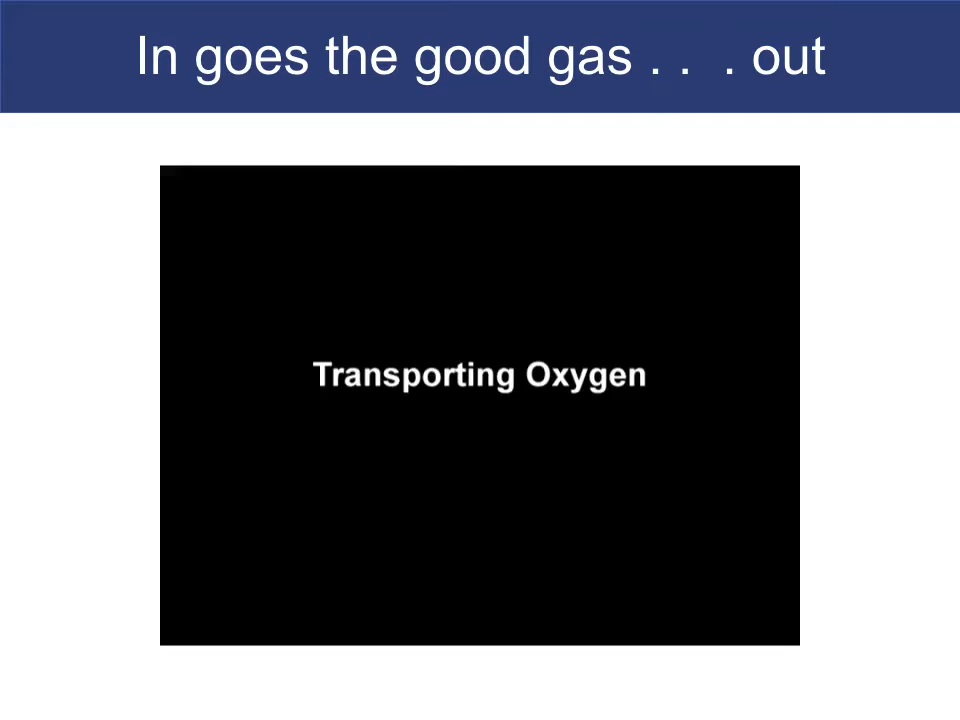 In goes the good gas . .  . out
Transporting Oxygen